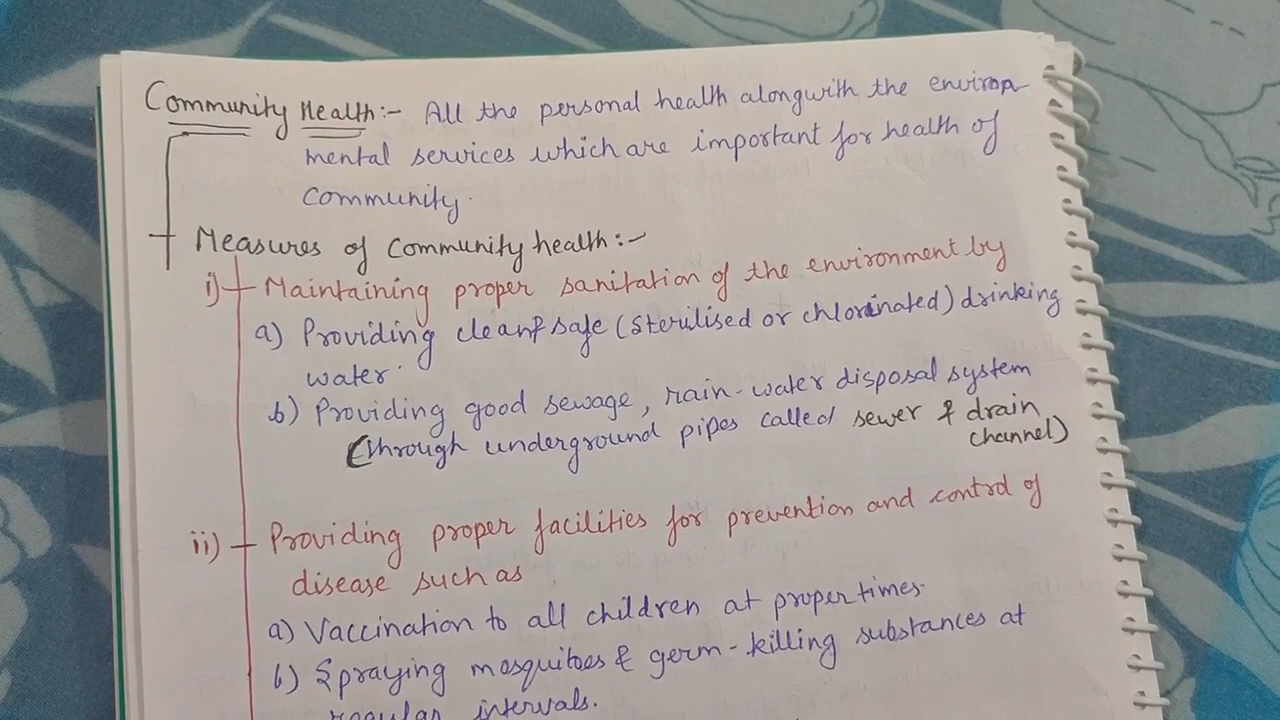 Community Health:- All the personal health alongwith the environ-
mental services which are important for health of
Community.
Measures of Community health:-
i) Maintaining proper sanitation of the environment by
a) Providing clean & safe (sterilised or chlorinated) drinking
water.
b) Providing good sewage, rain-water disposal system
(through underground pipes called sewer & drain
channel)
ii) Providing proper facilities for prevention and control of
disease such as
a) Vaccination to all children at proper times.
b) Spraying mosquitoes & germ-killing substances at
regular intervals.